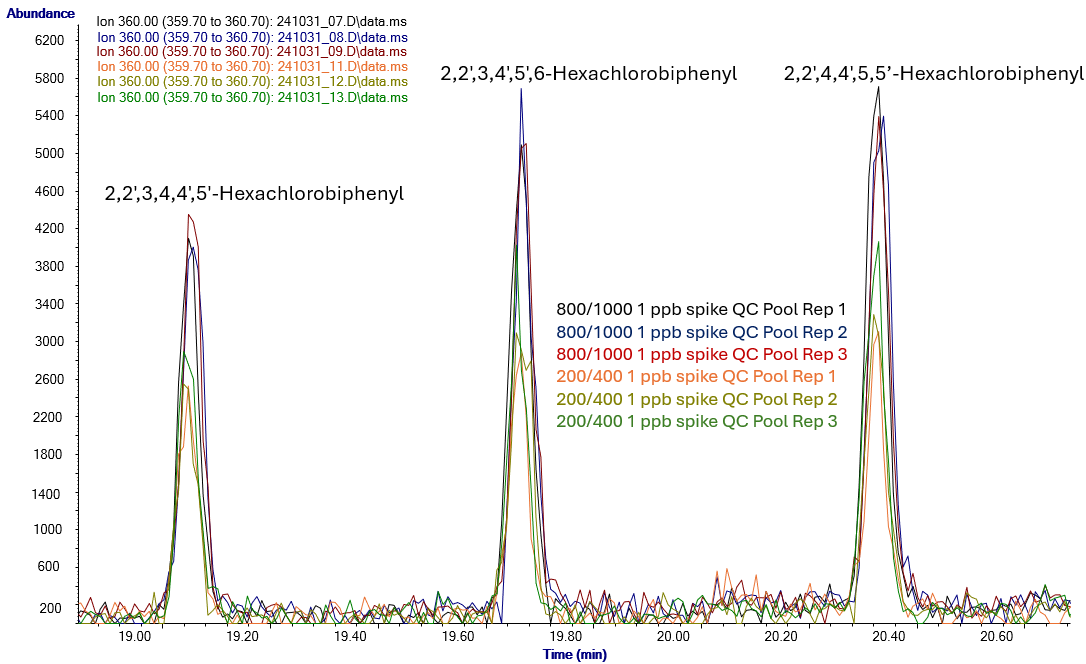 Abundance
Ion 360.00 (359.70 to 360.70): 241031_07.D\data.ms
Ion 360.00 (359.70 to 360.70): 241031_08.D\data.ms
Ion 360.00 (359.70 to 360.70): 241031_09.D\data.ms
Ion 360.00 (359.70 to 360.70): 241031_11.D\data.ms
Ion 360.00 (359.70 to 360.70): 241031_12.D\data.ms
Ion 360.00 (359.70 to 360.70): 241031_13.D\data.ms
2,2',3,4,4',5'-Hexachlorobiphenyl
2,2',3,4',5',6-Hexachlorobiphenyl
2,2',4,4',5,5’-Hexachlorobiphenyl
800/1000 1 ppb spike QC Pool Rep 1
800/1000 1 ppb spike QC Pool Rep 2
800/1000 1 ppb spike QC Pool Rep 3
200/400 1 ppb spike QC Pool Rep 1
200/400 1 ppb spike QC Pool Rep 2
200/400 1 ppb spike QC Pool Rep 3
6200
5800
5400
5000
4600
4200
3800
3400
3000
2600
2200
1800
1400
1000
600
200
19.00 19.20 19.40 19.60 19.80 20.00 20.20 20.40 20.60
Time (min)